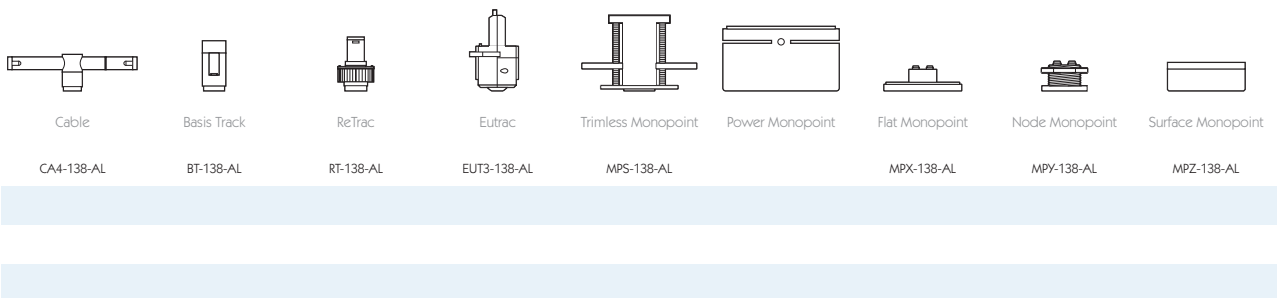 Cable Basis Track ReTrac Eutrac Trimless Monopoint Power Monopoint Flat Monopoint Node Monopoint Surface Monopoint
CA4-138-AL BT-138-AL RT-138-AL EUT3-138-AL MPS-138-AL MPX-138-AL MPY-138-AL MPZ-138-AL